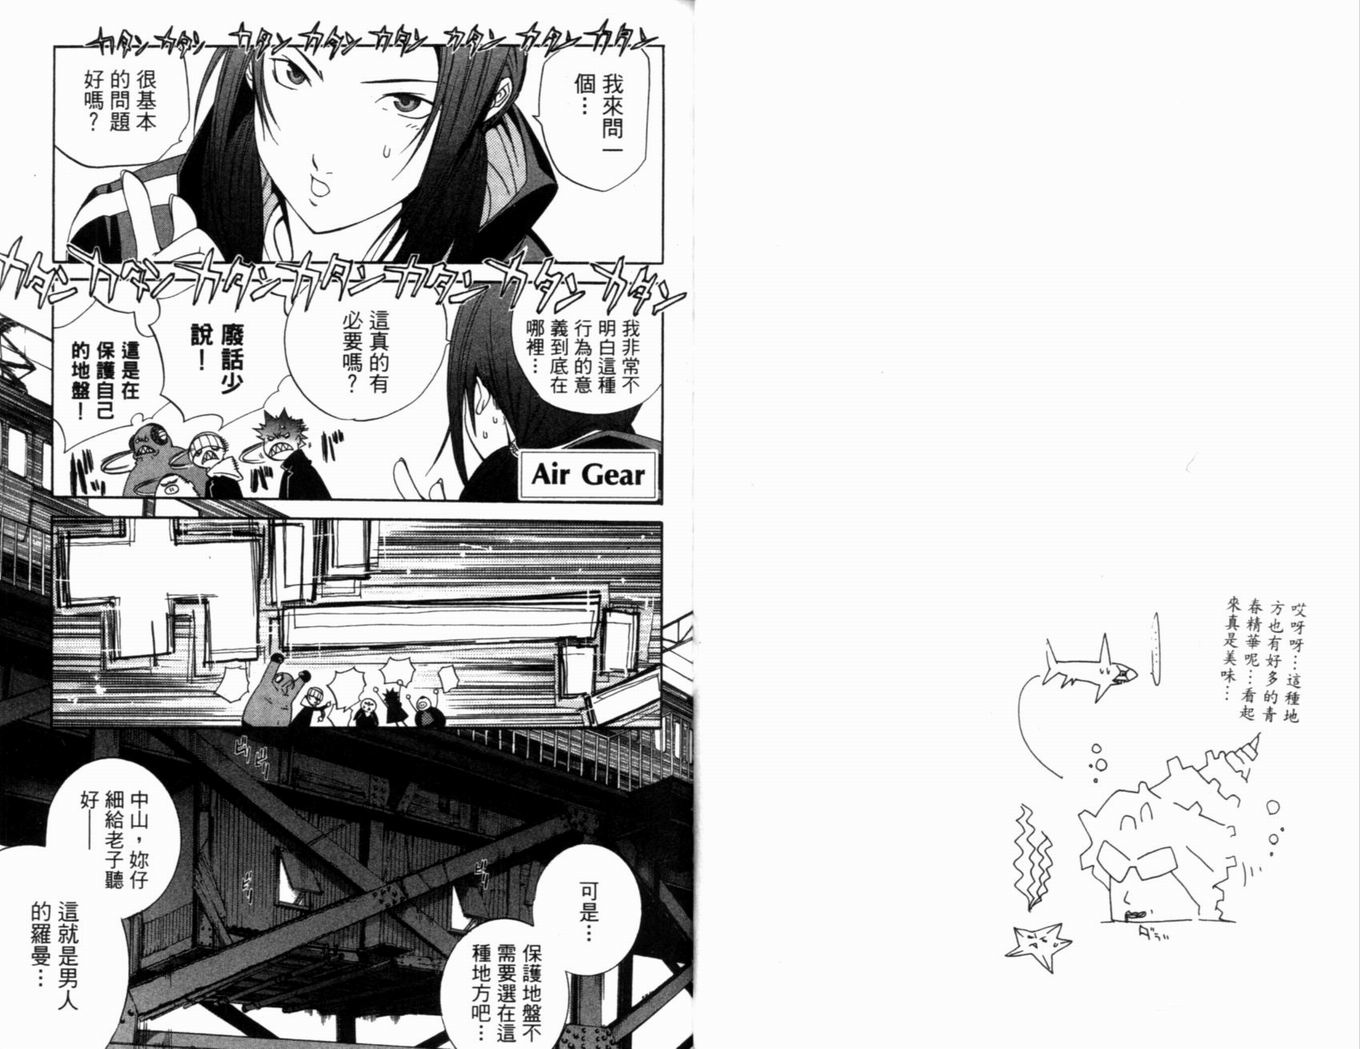 哎呀呀…這種地
方也有好多的青
春精華呢…看起
來真是美味…
ダラ
カタンカタン カタンカタンカタン カタン カタンカタン
我來問一
個…
很基本
的問題
好嗎？
カタンカタンカタンカタンカタン カタンカタン
我非常不
明白這種
行為的意
義到底在
哪裡…
這真的有
必要嗎？
廢話少
說！
這是在
保護自己
的地盤！
Air Gear
可是…
保護地盤不
需要選在這
種地方吧…
中山，妳仔
細給老子聽
好——
這就是男人
的羅曼…